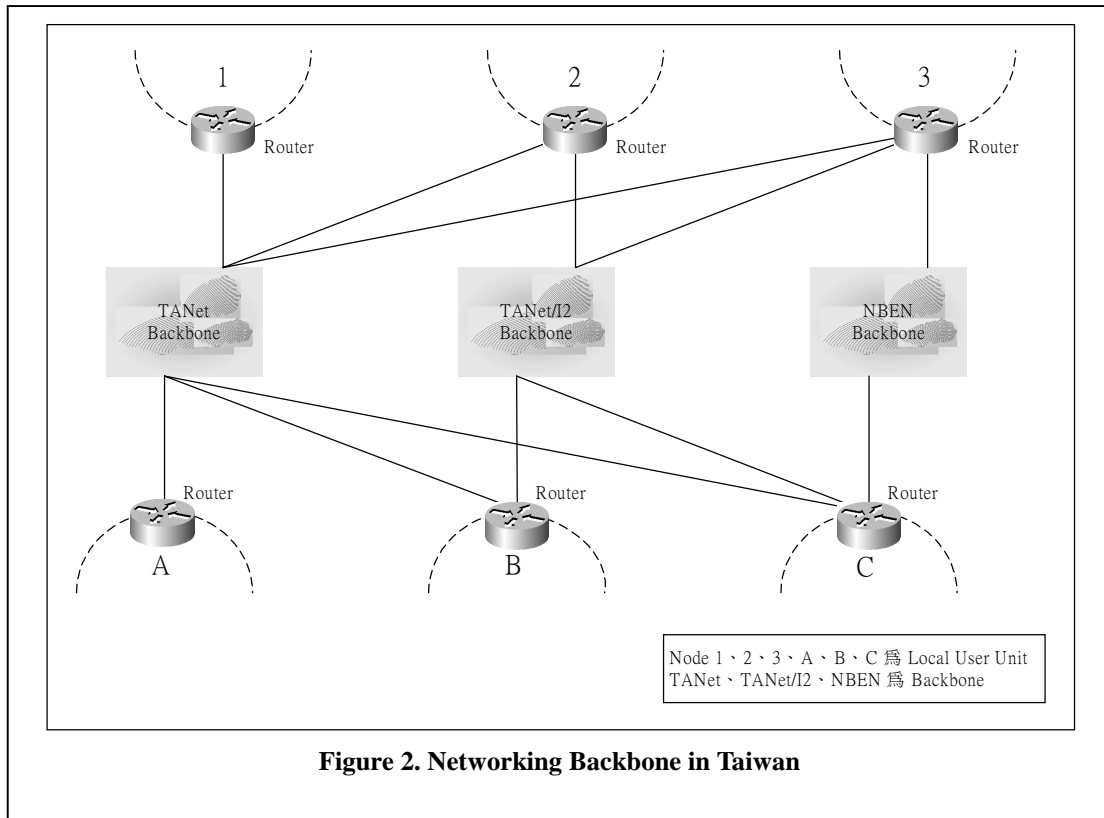 1
2
3
Router
Router
Router
TANet
Backbone
TANet/I2
Backbone
NBEN
Backbone
Router
Router
Router
A
B
C
Node 1、2、3、A、B、C 爲 Local User Unit
TANet、TANet/I2、NBEN 爲 Backbone
Figure 2. Networking Backbone in Taiwan